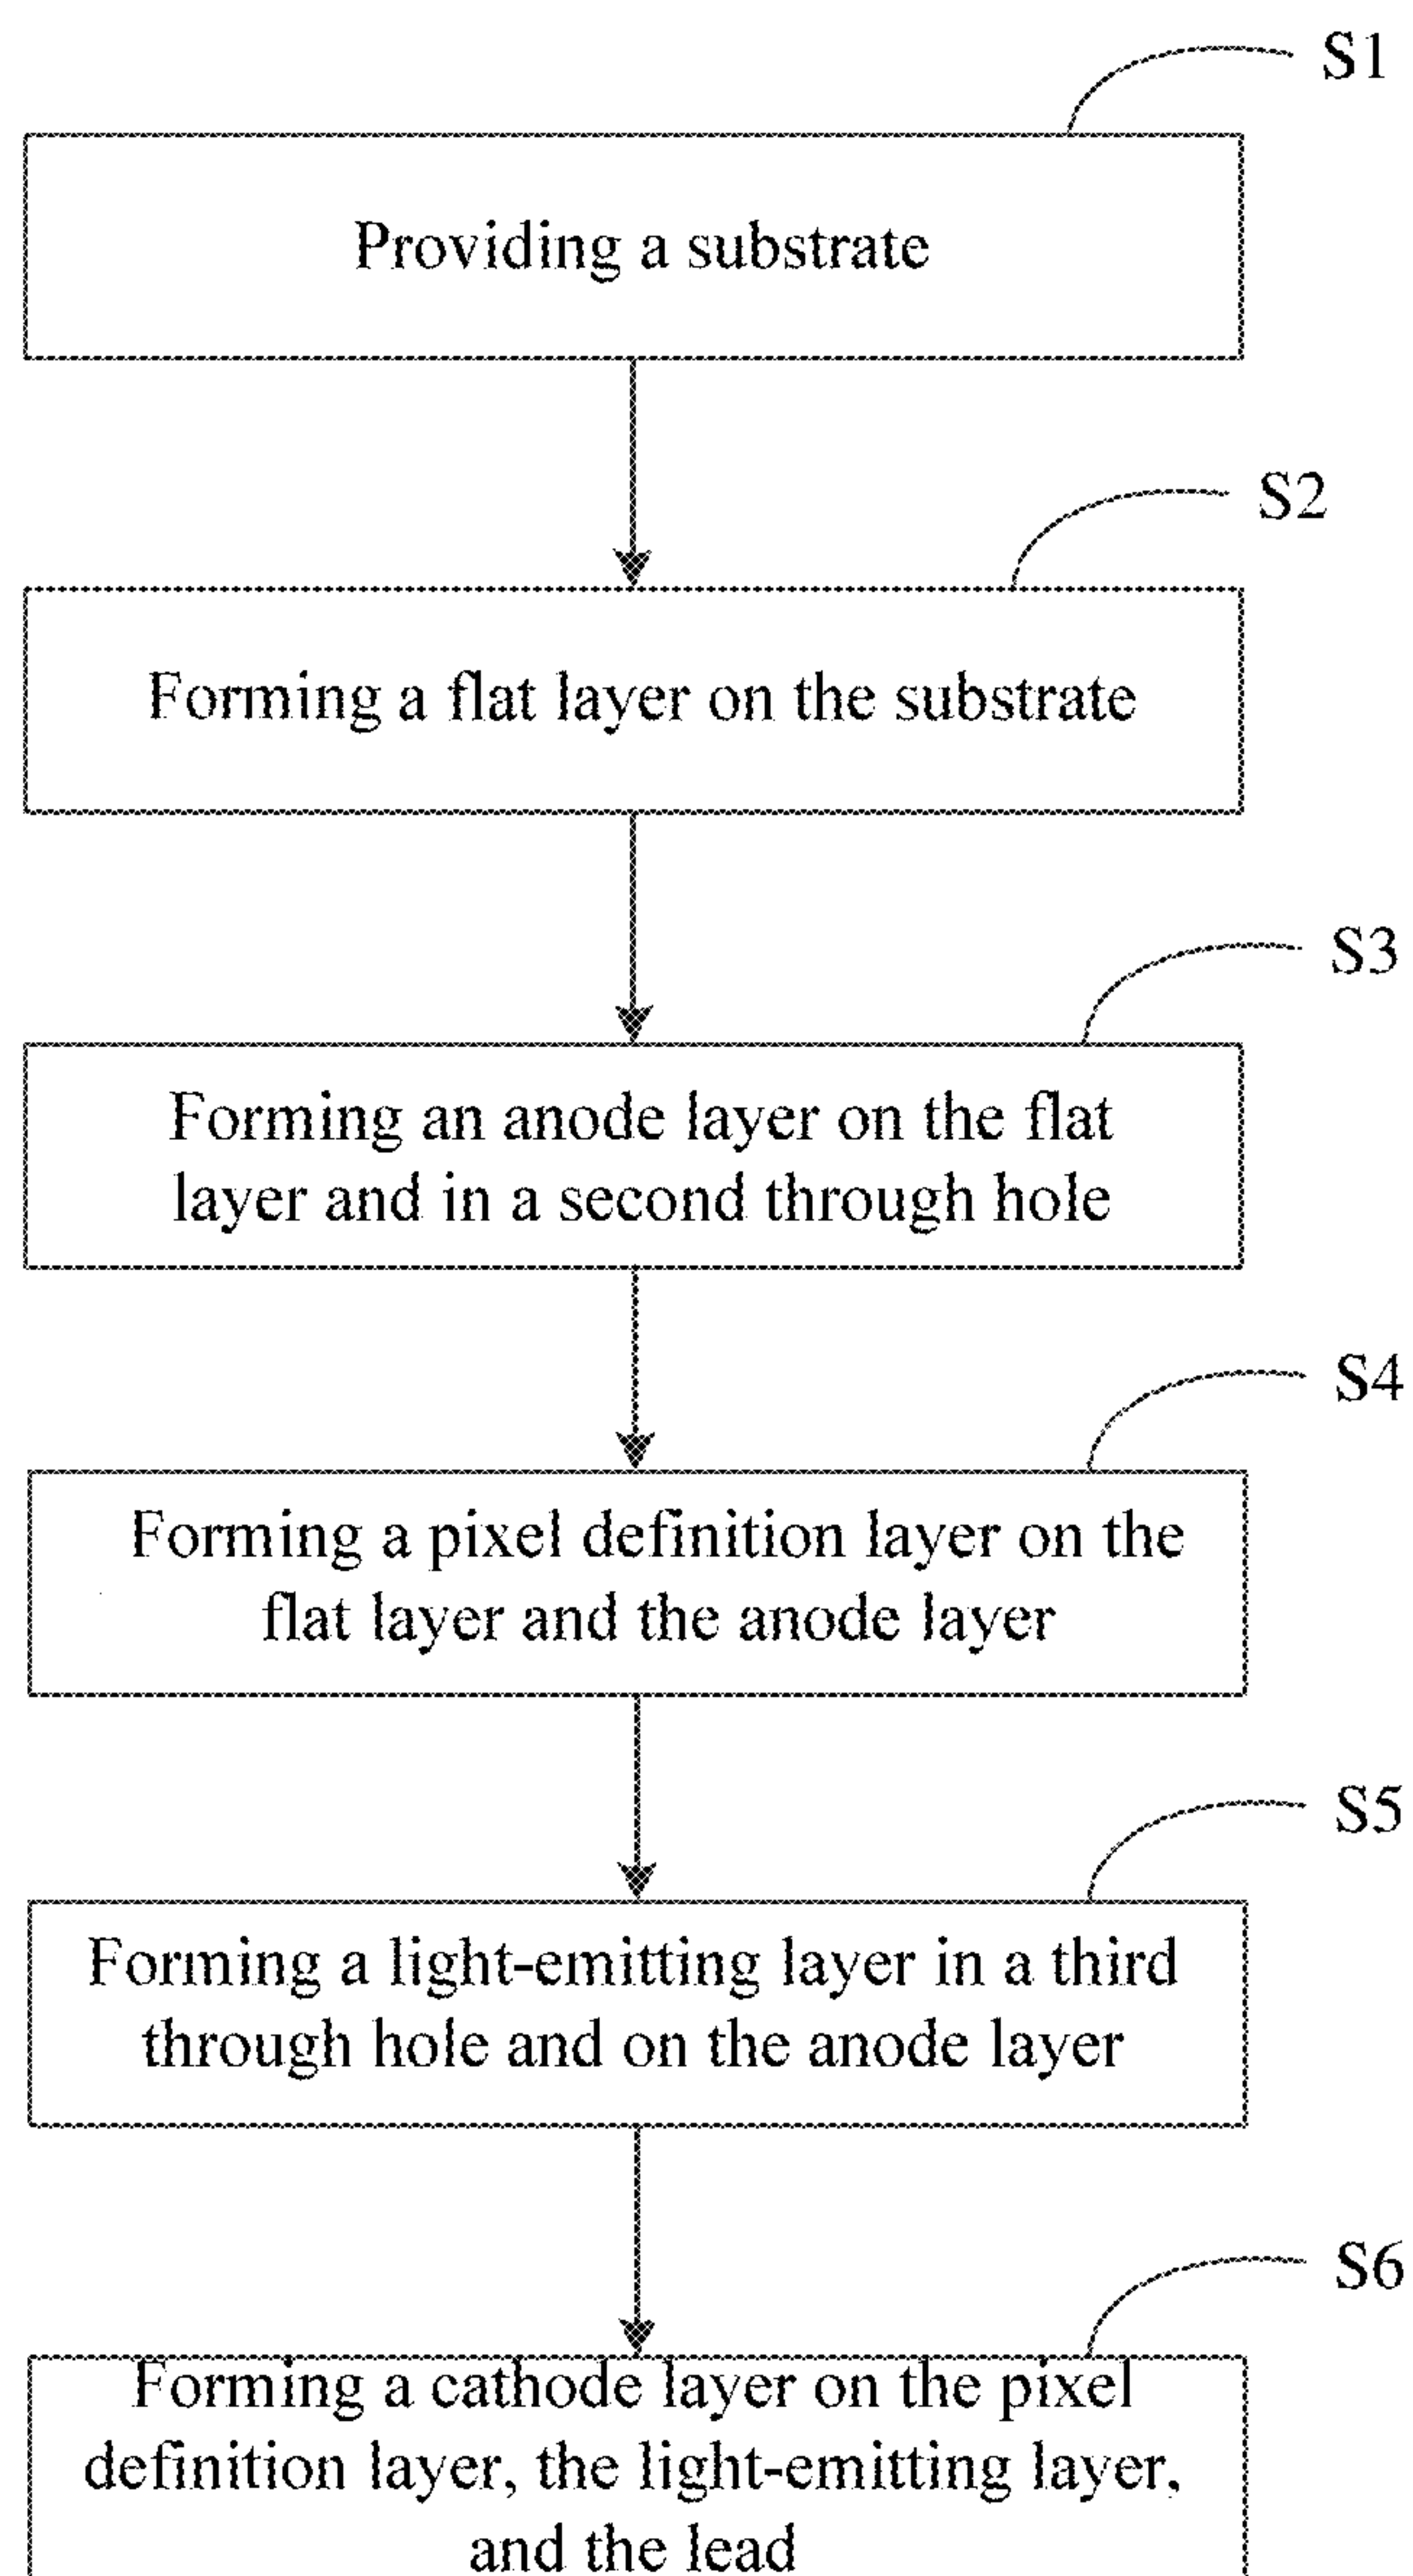 S1
Providing a substrate
S2
Forming a flat layer on the substrate
S3
Forming an anode layer on the flat
layer and in a second through hole
S4
Forming a pixel definition layer on the
flat layer and the anode layer
S5
Forming a light-emitting layer in a third
through hole and on the anode layer
S6
Forming a cathode layer on the pixel
definition layer, the light-emitting layer,
and the lead